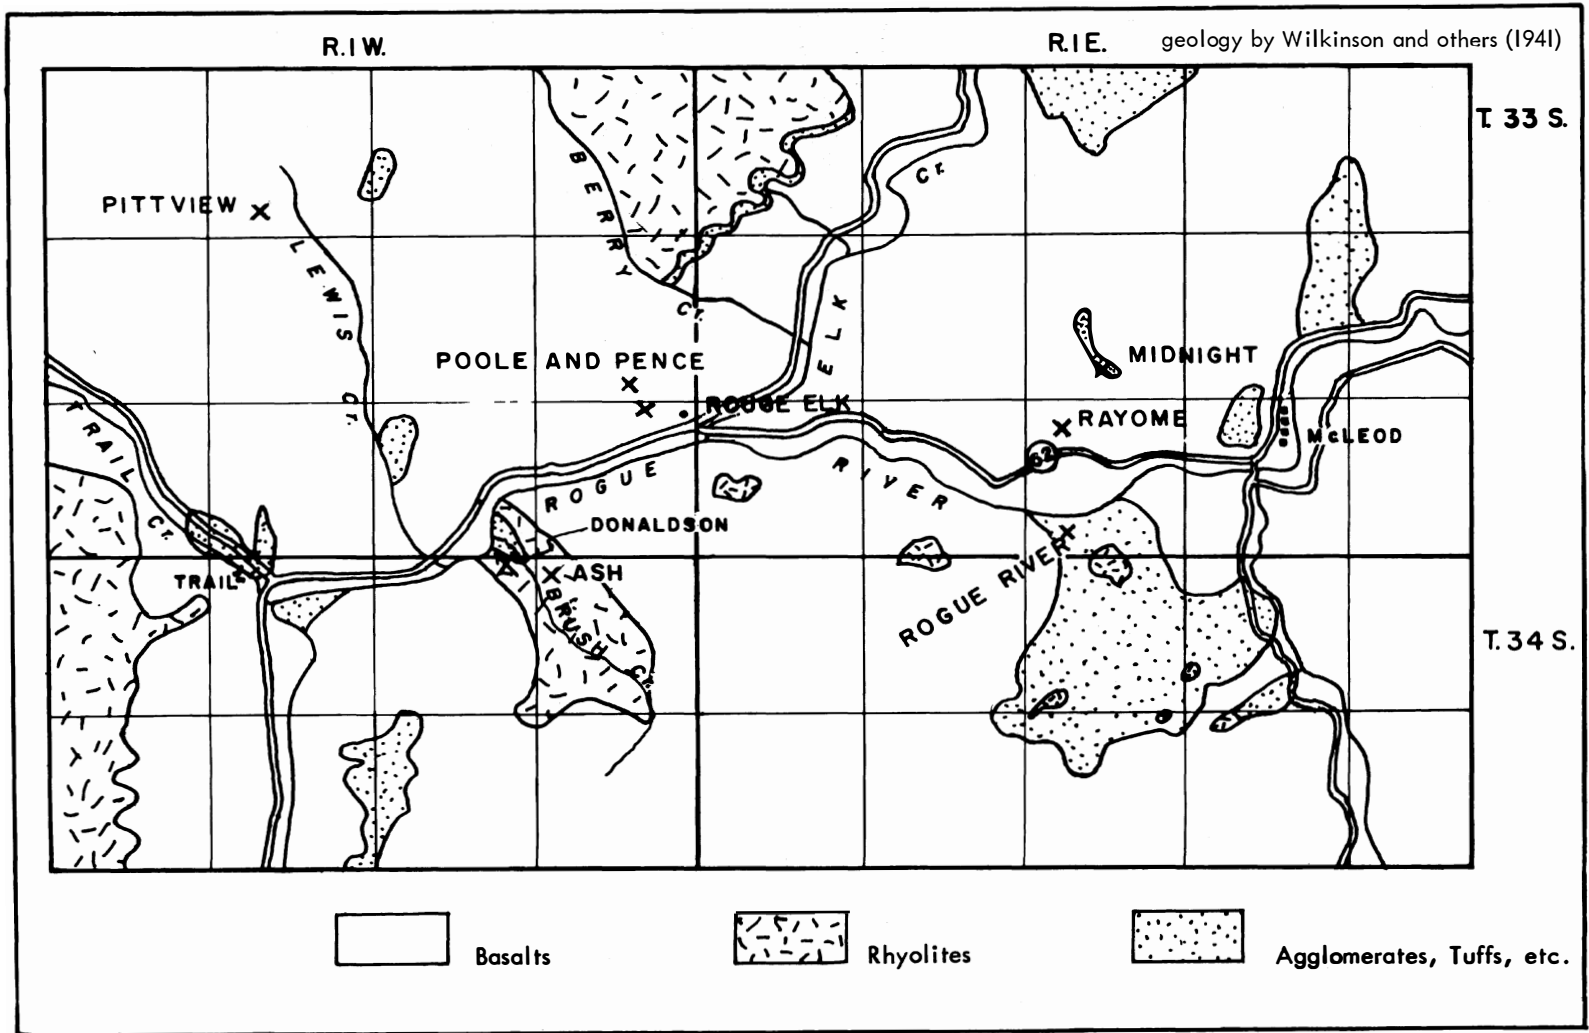 R.1W.
R.1E.
geology by Wilkinson and others (1941)
T. 33 S.
BERRY
Cr.
Cr.
PITTVIEW
LEWIS
Cr.
ELK
POOLE AND PENCE
MIDNIGHT
ROUGE ELK
RAYOME
McLEOD
62
TRAIL
Cr.
ROGUE
RIVER
DONALDSON
TRAIL
ASH
BRUSH
Cr.
ROGUE RIVER
T. 34 S.
Basalts
Rhyolites
Agglomerates, Tuffs, etc.